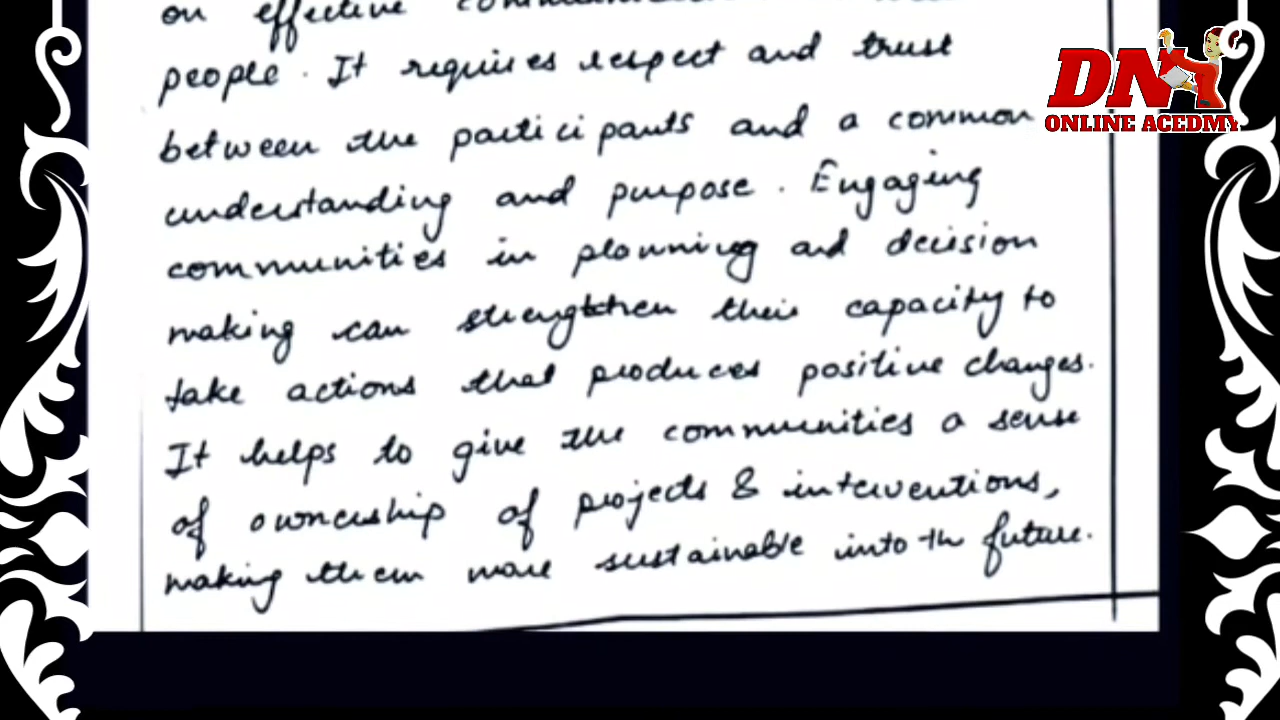 on effective
people. It requires respect and trust
between the participants and a common
understanding and purpose. Engaging
communities in planning and decision
making can strengthen their capacity to
take actions that produces positive changes.
It helps to give the communities a sense
of ownership of projects & interventions,
making them more sustainable into th future.
DNA
ONLINE ACEDMY